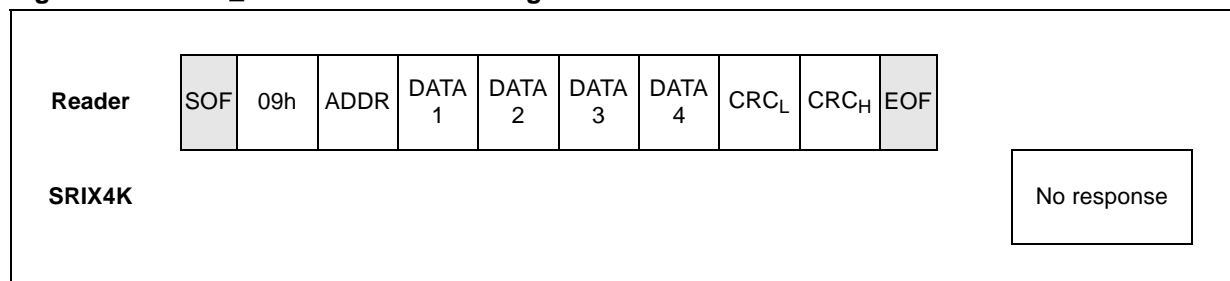 Reader SOF 09h ADDR DATA 1 DATA 2 DATA 3 DATA 4 CRCL CRCH EOF
SRIX4K No response